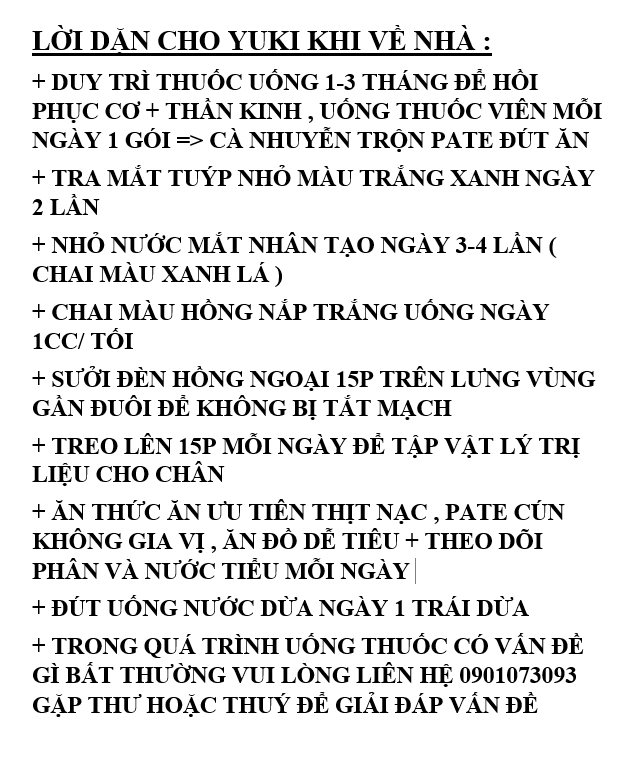 LỜI DẶN CHO YUKI KHI VỀ NHÀ :
+ DUY TRÌ THUỐC UỐNG 1-3 THÁNG ĐỂ HỒI
PHỤC CƠ + THẦN KINH , UỐNG THUỐC VIÊN MỖI
NGÀY 1 GÓI => CÀ NHUYỄN TRỘN PATE ĐÚT ĂN
+ TRA MẮT TUÝP NHỎ MÀU TRẮNG XANH NGÀY
2 LẦN
+ NHỎ NƯỚC MẮT NHÂN TẠO NGÀY 3-4 LẦN (
CHAI MÀU XANH LÁ )
+ CHAI MÀU HỒNG NẮP TRẮNG UỐNG NGÀY
1CC/ TỐI
+ SƯỞI ĐÈN HỒNG NGOẠI 15P TRÊN LƯNG VÙNG
GẦN ĐUÔI ĐỂ KHÔNG BỊ TẮT MẠCH
+ TREO LÊN 15P MỖI NGÀY ĐỂ TẬP VẬT LÝ TRỊ
LIỆU CHO CHÂN
+ ĂN THỨC ĂN ƯU TIÊN THỊT NẠC , PATE CÚN
KHÔNG GIA VỊ , ĂN ĐỒ DỄ TIÊU + THEO DÕI
PHÂN VÀ NƯỚC TIỂU MỖI NGÀY
+ ĐÚT UỐNG NƯỚC DỪA NGÀY 1 TRÁI DỪA
+ TRONG QUÁ TRÌNH UỐNG THUỐC CÓ VẤN ĐỀ
GÌ BẤT THƯỜNG VUI LÒNG LIÊN HỆ 0901073093
GẶP THƯ HOẶC THUÝ ĐỂ GIẢI ĐÁP VẤN ĐỀ